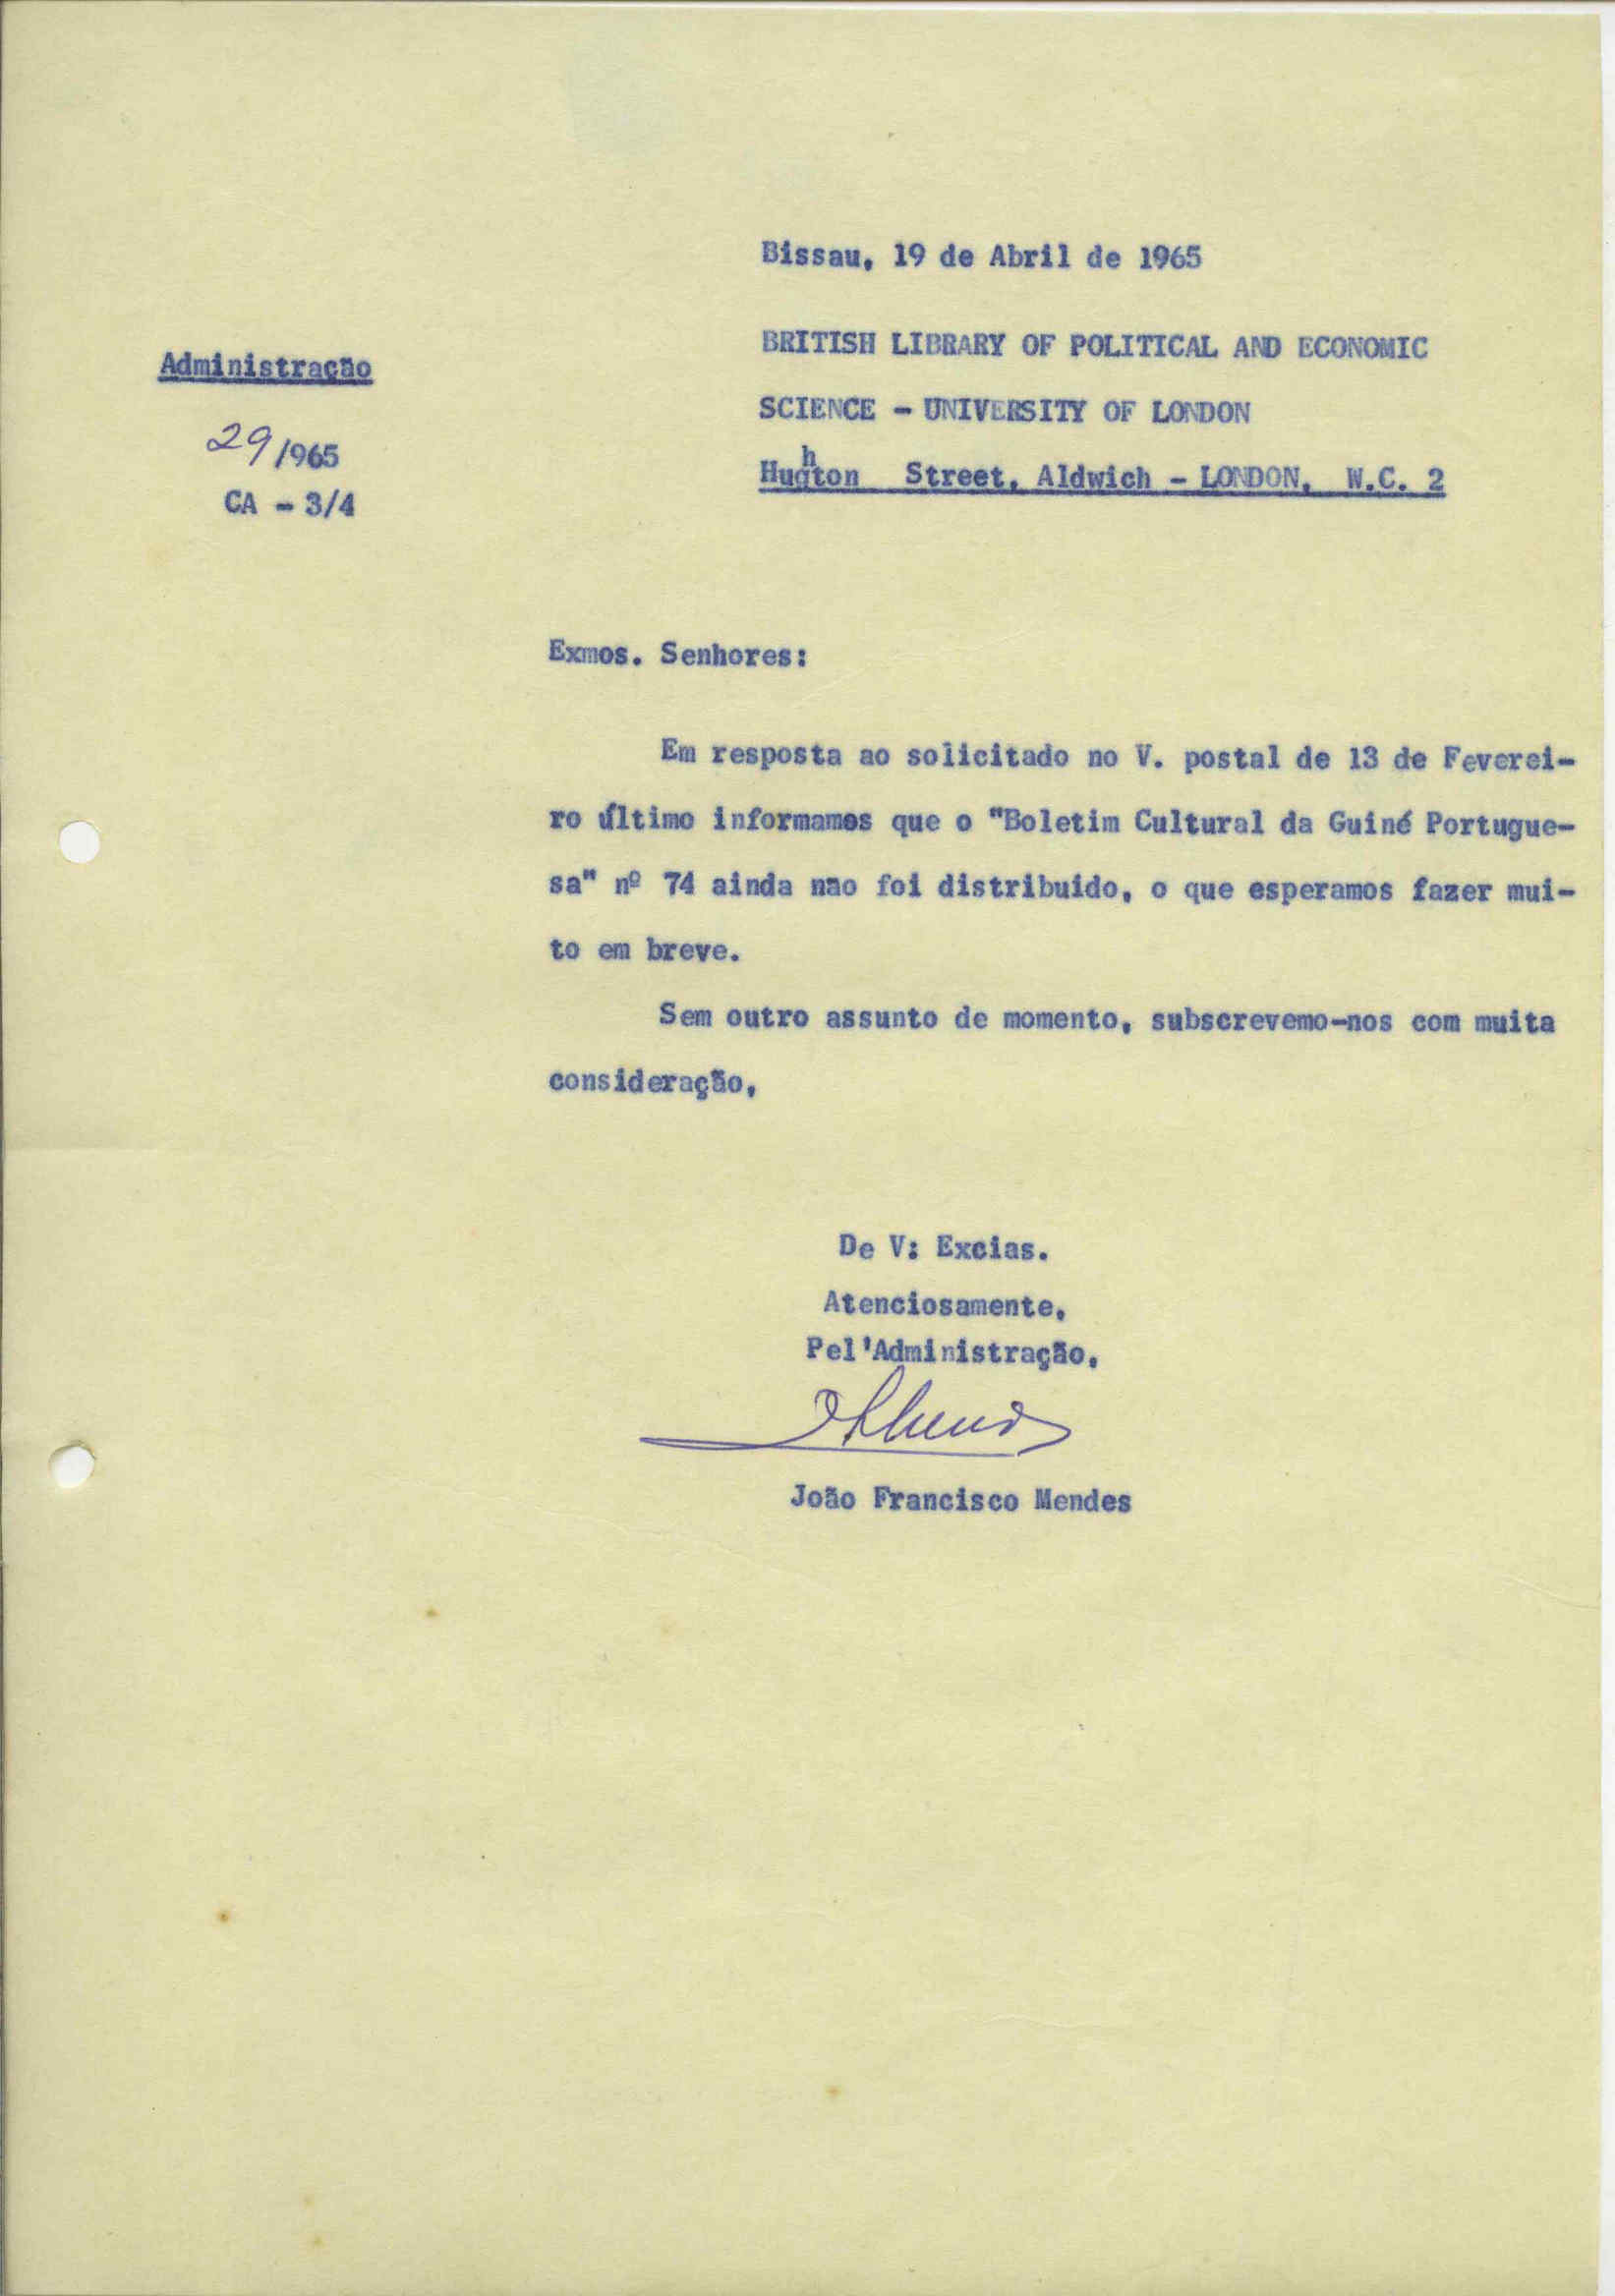 Bissau, 19 de Abril de 1965
Administração
29/965
CA - 3/4
BRITISH LIBRARY OF POLITICAL AND ECONOMIC
SCIENCE - UNIVERSITY OF LONDON
Hughton Street, Aldwich - LONDON, W.C. 2
Exmos. Senhores:
Em resposta ao solicitado no V. postal de 13 de Feverei-
ro último informamos que o "Boletim Cultural da Guiné Portugue-
sa" nº 74 ainda nao foi distribuido, o que esperamos fazer mui-
to em breve.
Sem outro assunto de momento, subscrevemo-nos com muita
consideração,
De V: Excias.
Atenciosamente,
Pel'Administração,
João Francisco Mendes